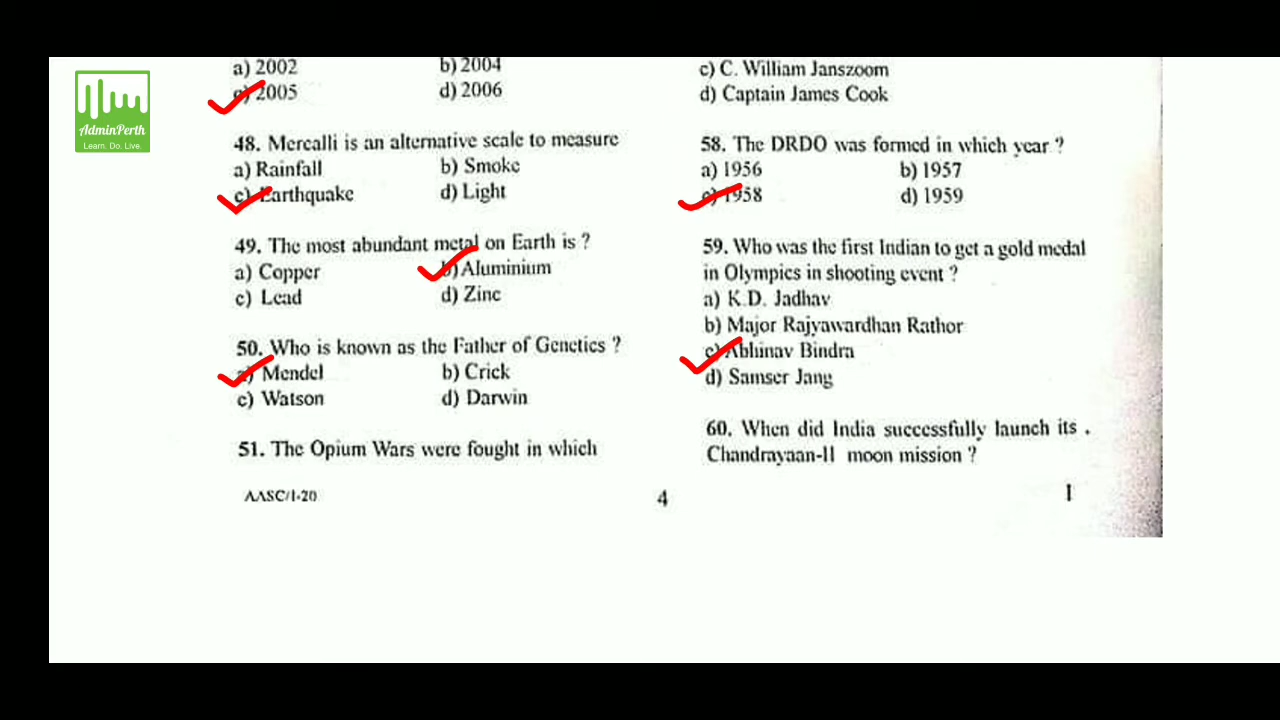 AdminPerth
Learn. Do. Live.
a) 2002 b) 2004
c) 2005 d) 2006
48. Mercalli is an alternative scale to measure
a) Rainfall b) Smoke
c) Earthquake d) Light
49. The most abundant metal on Earth is ?
a) Copper b) Aluminium
c) Lead d) Zinc
50. Who is known as the Father of Genetics ?
a) Mendel b) Crick
c) Watson d) Darwin
51. The Opium Wars were fought in which
c) C. William Janszoom
d) Captain James Cook
58. The DRDO was formed in which year ?
a) 1956 b) 1957
c) 1958 d) 1959
59. Who was the first Indian to get a gold medal
in Olympics in shooting event ?
a) K.D. Jadhav
b) Major Rajyawardhan Rathor
c) Abhinav Bindra
d) Samser Jang
60. When did India successfully launch its .
Chandrayaan-II moon mission ?
AASC/1-20 4 I